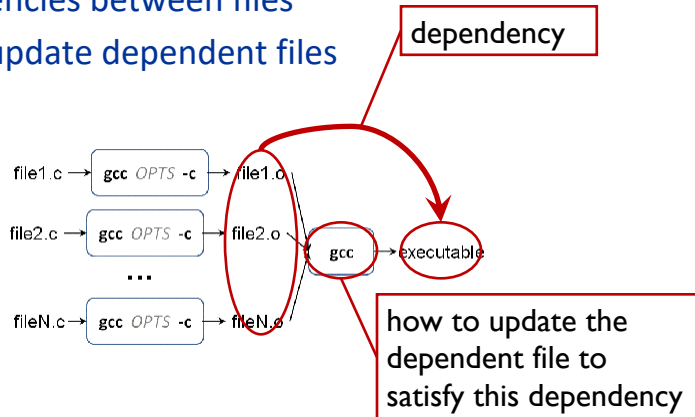 encies between files
update dependent files
dependency
file1.c gcc OPTS -c file1.o
file2.c gcc OPTS -c file2.o gcc executable
...
fileN.c gcc OPTS -c fileN.o
how to update the
dependent file to
satisfy this dependency